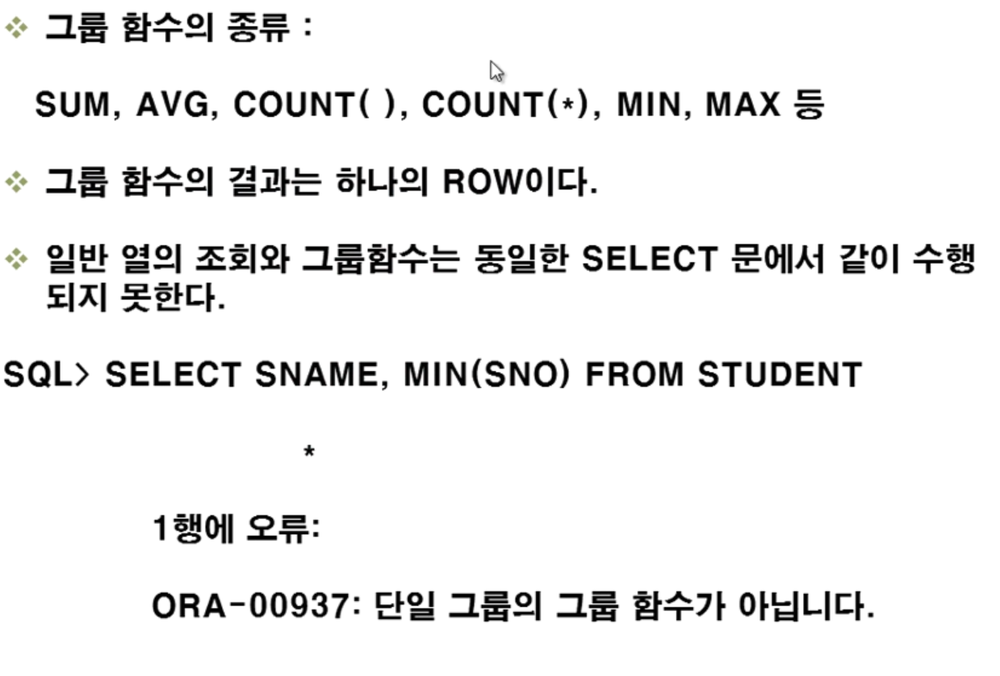 ❖ 그룹 함수의 종류 :
SUM, AVG, COUNT( ), COUNT(*), MIN, MAX 등
❖ 그룹 함수의 결과는 하나의 ROW이다.
❖ 일반 열의 조회와 그룹함수는 동일한 SELECT 문에서 같이 수행
되지 못한다.
SQL> SELECT SNAME, MIN(SNO) FROM STUDENT
*
1행에 오류:
ORA-00937: 단일 그룹의 그룹 함수가 아닙니다.